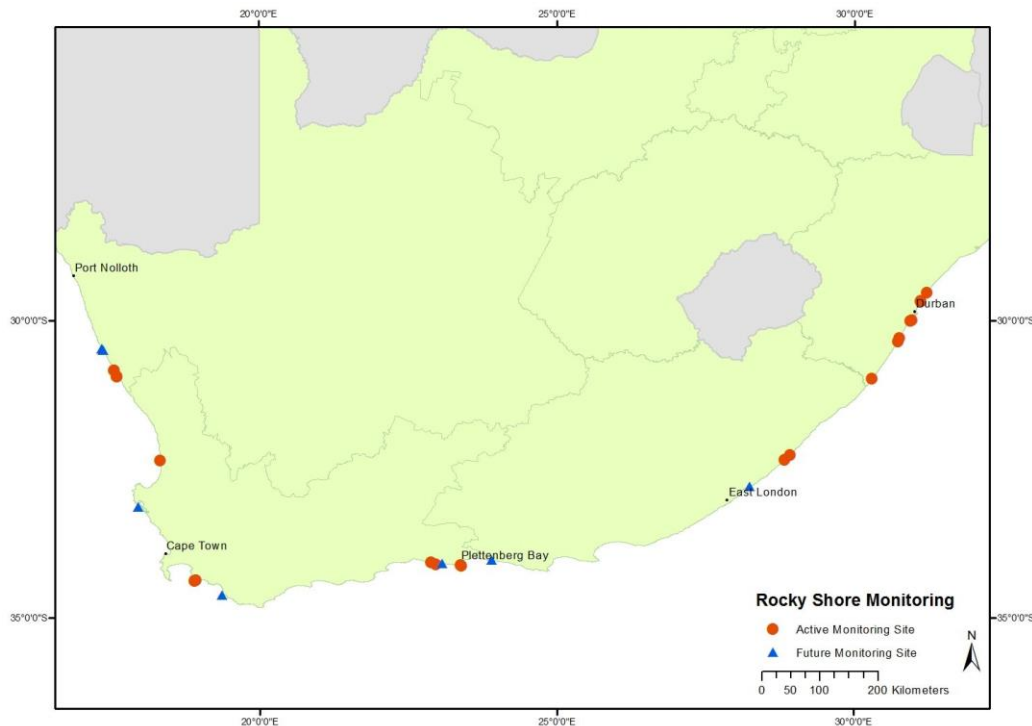 20°0'0"E
25°0'0"E
30°0'0"E
Port Nolloth
Durban
30°0'0"S
30°0'0"S
East London
Cape Town
Plettenberg Bay
Rocky Shore Monitoring
35°0'0"S
35°0'0"S
Active Monitoring Site
N
Future Monitoring Site
0 50 100 200 Kilometers
20°0'0"E
25°0'0"E
30°0'0"E